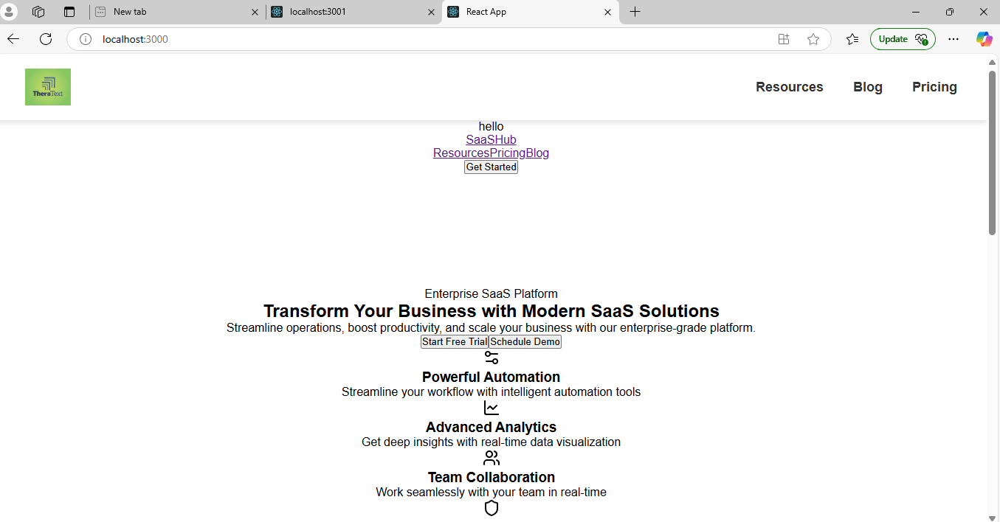 New tab
localhost:3001
React App
localhost:3000
Update
TheraText
Resources Blog Pricing
hello
SaaSHub
ResourcesPricingBlog
Get Started
Enterprise SaaS Platform
Transform Your Business with Modern SaaS Solutions
Streamline operations, boost productivity, and scale your business with our enterprise-grade platform.
Start Free TrialSchedule Demo
Powerful Automation
Streamline your workflow with intelligent automation tools
Advanced Analytics
Get deep insights with real-time data visualization
Team Collaboration
Work seamlessly with your team in real-time